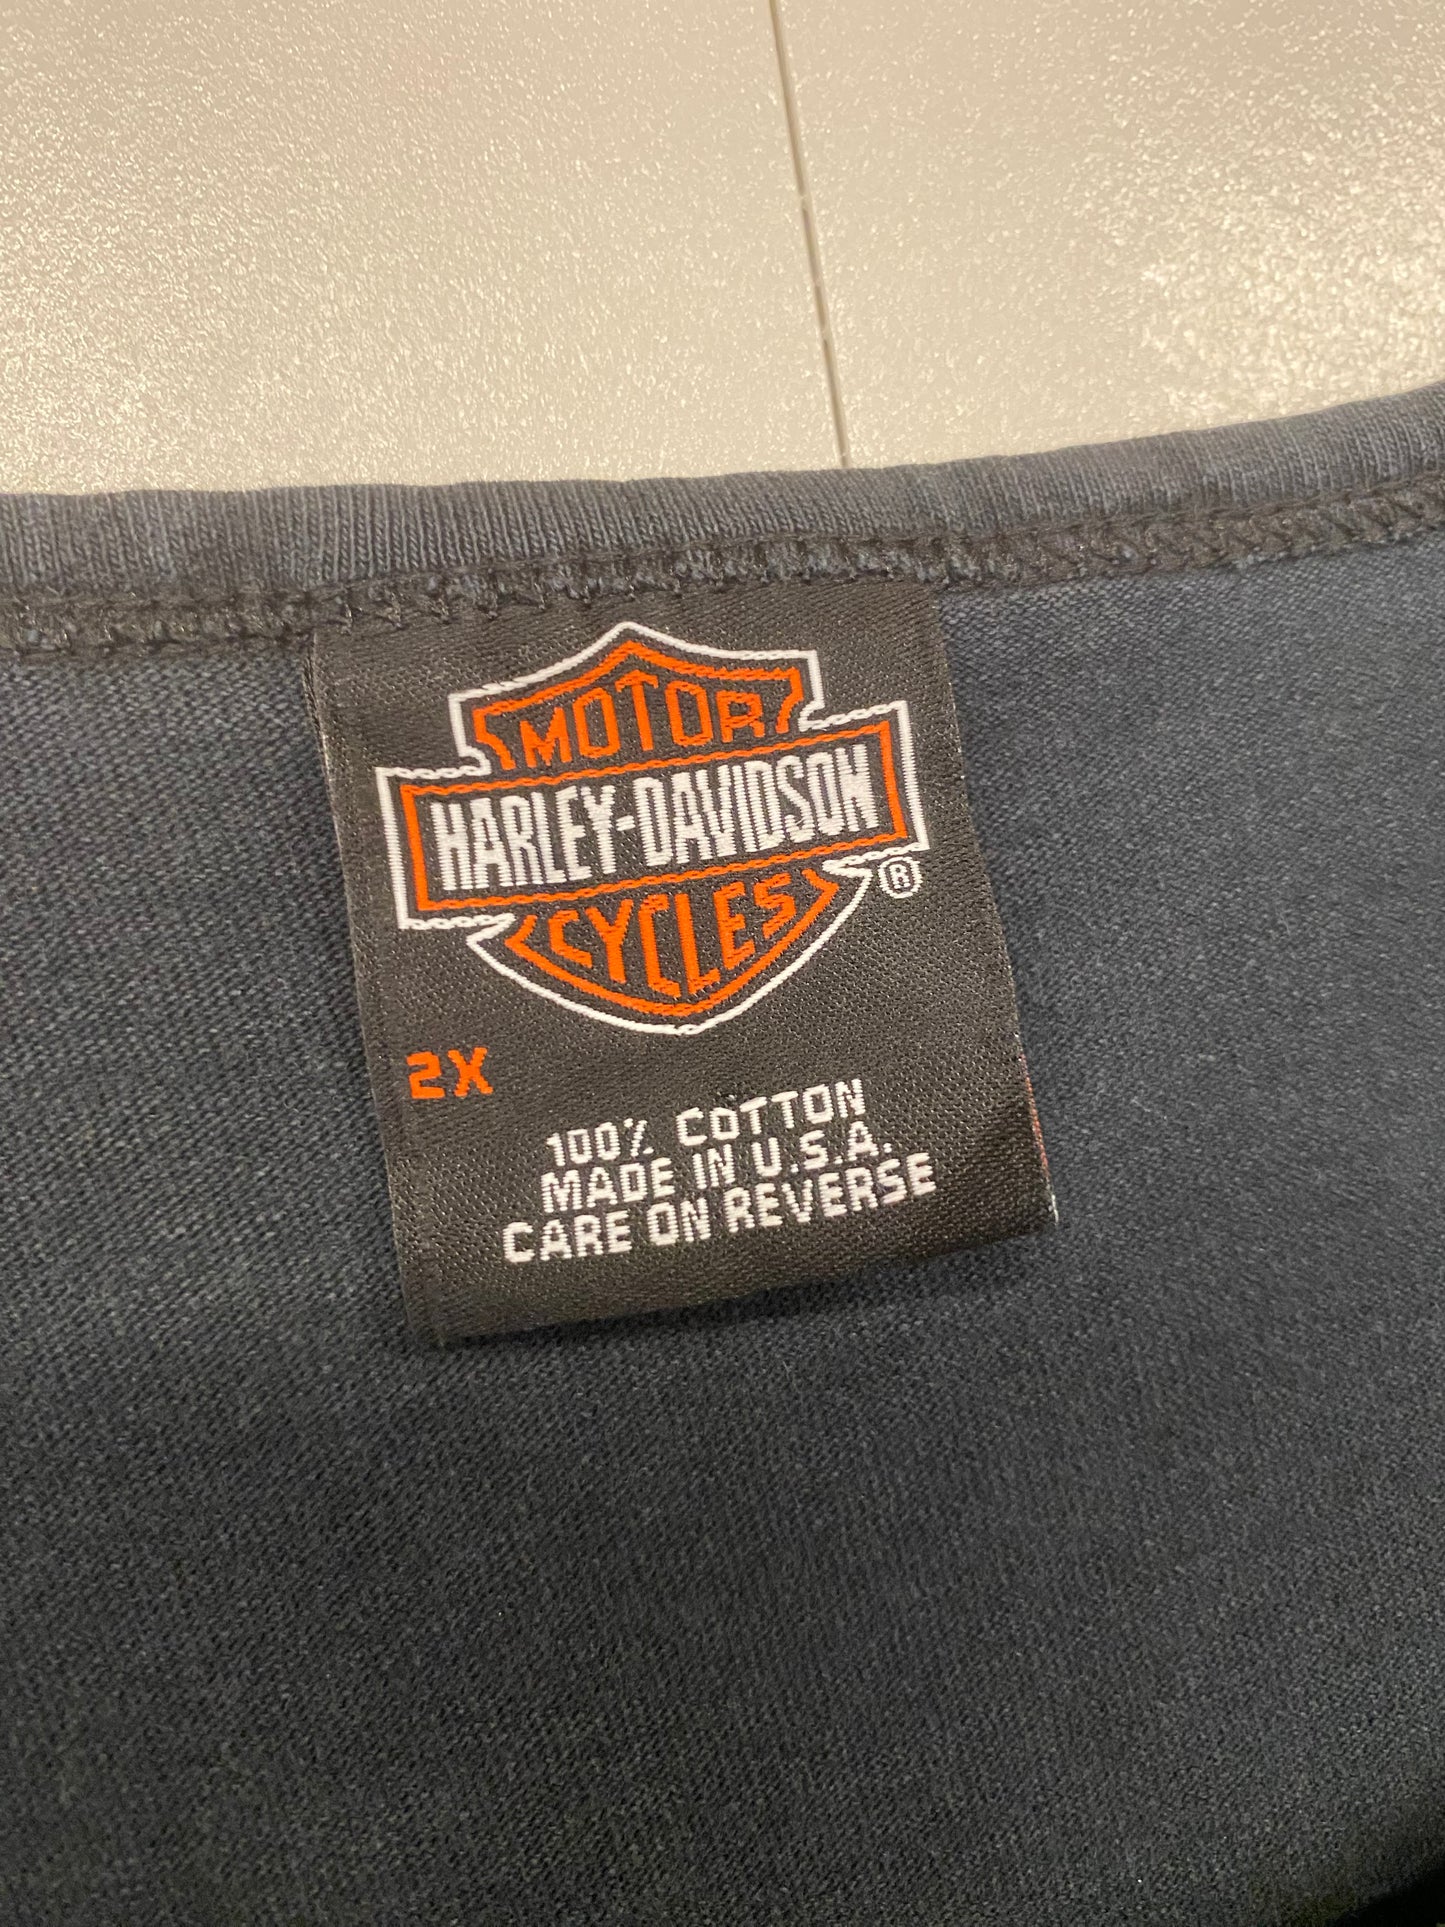 MOTOR
HARLEY-DAVIDSON
CYCLES ®
2X
100% COTTON
MADE IN U.S.A.
CARE ON REVERSE